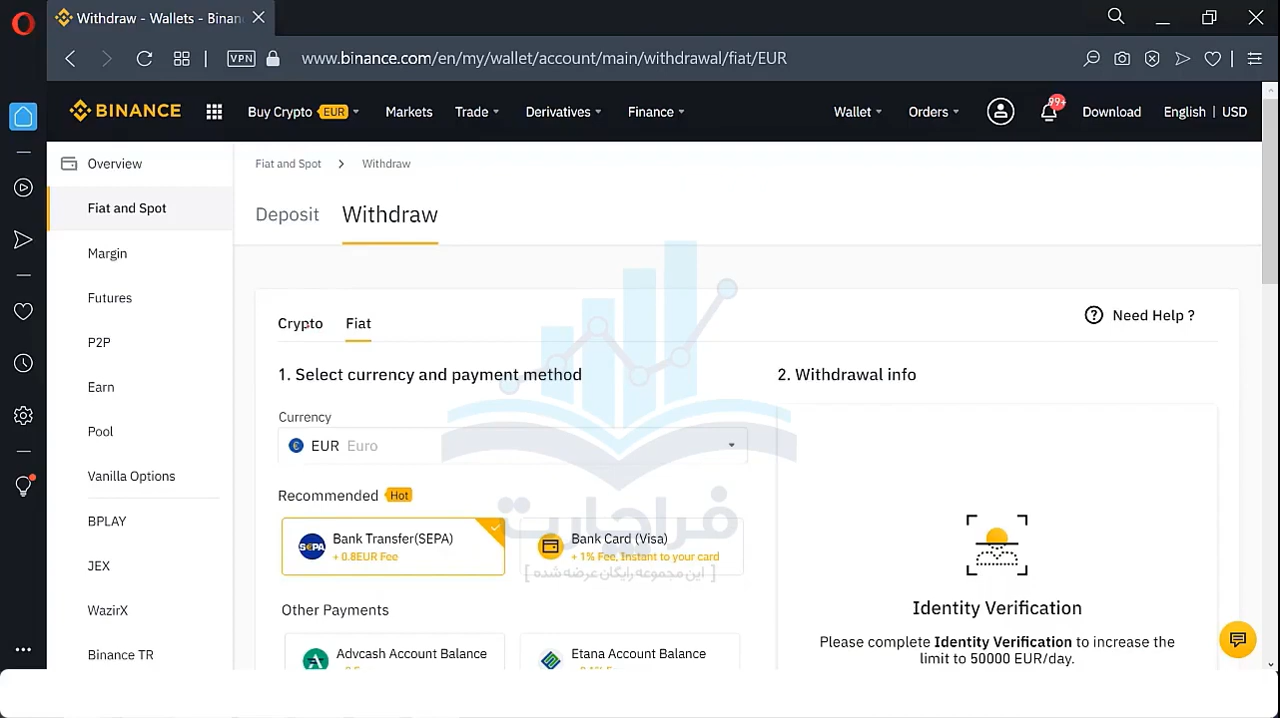 Withdraw - Wallets - Binan
VPN
www.binance.com/en/my/wallet/account/main/withdrawal/fiat/EUR
BINANCE
Buy Crypto EUR
Markets
Trade
Derivatives
Finance
Wallet
Orders
99+
Download
English | USD
Overview
Fiat and Spot
Margin
Futures
P2P
Earn
Pool
Vanilla Options
BPLAY
JEX
WazirX
Binance TR
Fiat and Spot > Withdraw
Deposit Withdraw
Crypto Fiat
Need Help ?
1. Select currency and payment method
Currency
EUR Euro
Recommended Hot
SEPA
Bank Transfer(SEPA)
+ 0.8EUR Fee
Bank Card (Visa)
+ 1% Fee, Instant to your card
Other Payments
Advcash Account Balance
Etana Account Balance
2. Withdrawal info
Identity Verification
Please complete Identity Verification to increase the
limit to 50000 EUR/day.
فراچارت
[ این مجموعه رایگان عرضه شده ]